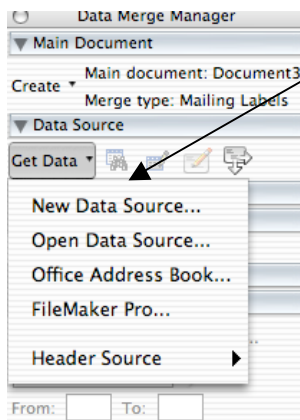 Data Merge Manager
Main Document
Create
Main document: Document3
Merge type: Mailing Labels
Data Source
Get Data
New Data Source...
Open Data Source...
Office Address Book...
FileMaker Pro...
Header Source
From: To: